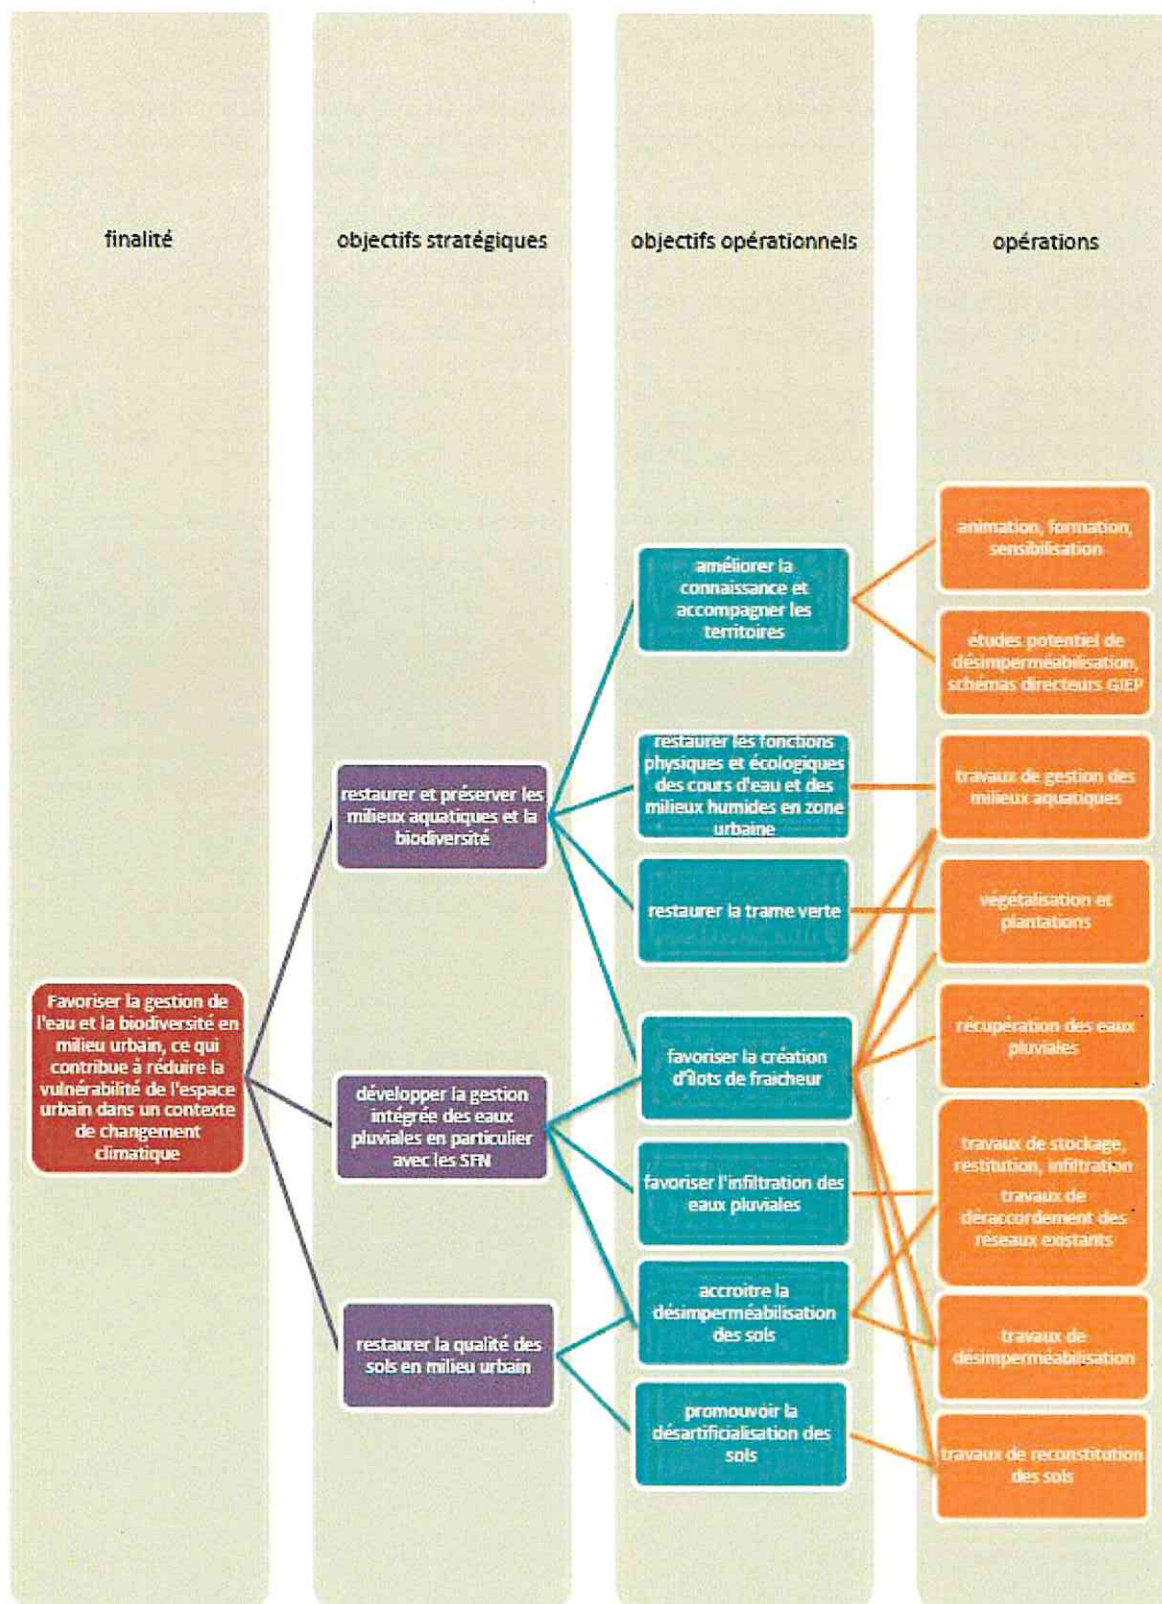 finalité
objectifs stratégiques
objectifs opérationnels
opérations
Favoriser la gestion de
l'eau et la biodiversité en
milieu urbain, ce qui
contribue à réduire la
vulnérabilité de l'espace
urbain dans un contexte
de changement
climatique
restaurer et préserver les
milieux aquatiques et la
biodiversité
développer la gestion
intégrée des eaux
pluviales en particulier
avec les SFN
restaurer la qualité des
sols en milieu urbain
améliorer la
connaissance et
accompagner les
territoires
restaurer les fonctions
physiques et écologiques
des cours d'eau et des
milieux humides en zone
urbaine
restaurer la trame verte
favoriser la création
d'îlots de fraicheur
favoriser l'infiltration des
eaux pluviales
accroitre la
désimperméabilisation
des sols
promouvoir la
désartificialisation des
sols
animation, formation,
sensibilisation
études potentiel de
désimperméabilisation,
schémas directeurs GIEP
travaux de gestion des
milieux aquatiques
végétalisation et
plantations
récupération des eaux
pluviales
travaux de stockage,
restitution, infiltration
travaux de
déraccordement des
réseaux existants
travaux de
désimperméabilisation
travaux de reconstitution
des sols